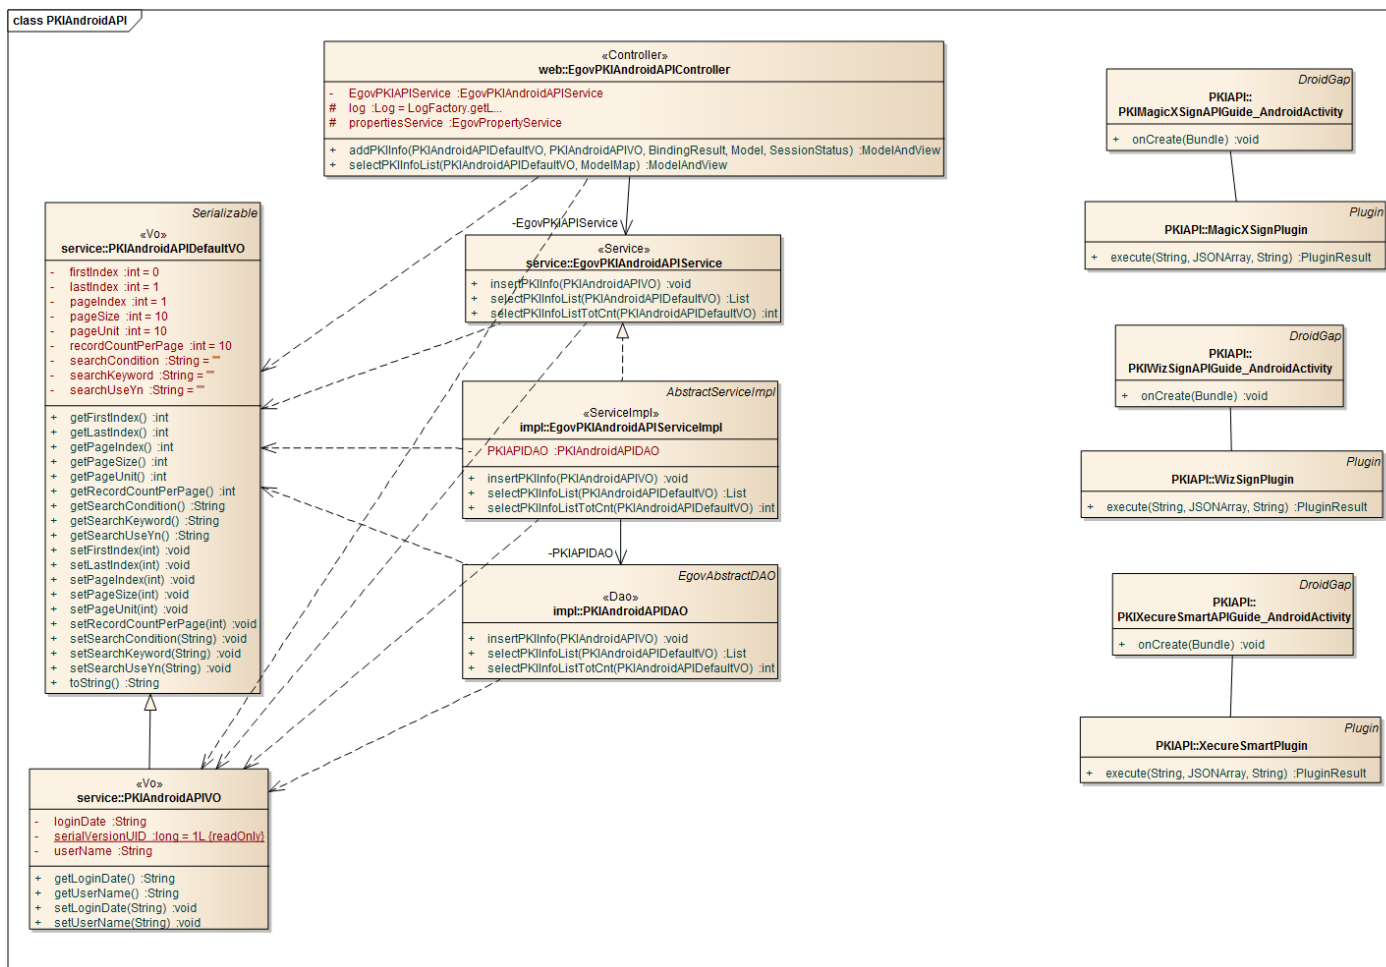 class PKIAndroidAPI
«Controller»
web::EgovPKIAndroidAPIController
- EgovPKIAPIService :EgovPKIAndroidAPIService
# log :Log = LogFactory.getL...
# propertiesService :EgovPropertyService
+ addPKIInfo(PKIAndroidAPIDefaultVO, PKIAndroidAPIVO, BindingResult, Model, SessionStatus) :ModelAndView
+ selectPKIInfoList(PKIAndroidAPIDefaultVO, ModelMap) :ModelAndView
Serializable
«Vo»
service::PKIAndroidAPIDefaultVO
- firstIndex :int = 0
- lastIndex :int = 1
- pageIndex :int = 1
- pageSize :int = 10
- pageUnit :int = 10
- recordCountPerPage :int = 10
- searchCondition :String = ""
- searchKeyword :String = ""
- searchUseYn :String = ""
+ getFirstIndex() :int
+ getLastIndex() :int
+ getPageIndex() :int
+ getPageSize() :int
+ getPageUnit() :int
+ getRecordCountPerPage() :int
+ getSearchCondition() :String
+ getSearchKeyword() :String
+ getSearchUseYn() :String
+ setFirstIndex(int) :void
+ setLastIndex(int) :void
+ setPageIndex(int) :void
+ setPageSize(int) :void
+ setPageUnit(int) :void
+ setRecordCountPerPage(int) :void
+ setSearchCondition(String) :void
+ setSearchKeyword(String) :void
+ setSearchUseYn(String) :void
+ toString() :String
«Vo»
service::PKIAndroidAPIVO
- loginDate :String
- serialVersionUID :long = 1L {readOnly}
- userName :String
+ getLoginDate() :String
+ getUserName() :String
+ setLoginDate(String) :void
+ setUserName(String) :void
-EgovPKIAPIService
«Service»
service::EgovPKIAndroidAPIService
+ insertPKIInfo(PKIAndroidAPIVO) :void
+ selectPKIInfoList(PKIAndroidAPIDefaultVO) :List
+ selectPKIInfoListTotCnt(PKIAndroidAPIDefaultVO) :int
AbstractServiceImpl
«ServiceImpl»
impl::EgovPKIAndroidAPIServiceImpl
- PKIAPIDAO :PKIAndroidAPIDAO
+ insertPKIInfo(PKIAndroidAPIVO) :void
+ selectPKIInfoList(PKIAndroidAPIDefaultVO) :List
+ selectPKIInfoListTotCnt(PKIAndroidAPIDefaultVO) :int
-PKIAPIDAO
EgovAbstractDAO
«Dao»
impl::PKIAndroidAPIDAO
+ insertPKIInfo(PKIAndroidAPIVO) :void
+ selectPKIInfoList(PKIAndroidAPIDefaultVO) :List
+ selectPKIInfoListTotCnt(PKIAndroidAPIDefaultVO) :int
DroidGap
PKIAPI::
PKIMagicXSignAPIGuide_AndroidActivity
+ onCreate(Bundle) :void
Plugin
PKIAPI::MagicXSignPlugin
+ execute(String, JSONArray, String) :PluginResult
DroidGap
PKIAPI::
PKIWizSignAPIGuide_AndroidActivity
+ onCreate(Bundle) :void
Plugin
PKIAPI::WizSignPlugin
+ execute(String, JSONArray, String) :PluginResult
DroidGap
PKIAPI::
PKIXecureSmartAPIGuide_AndroidActivity
+ onCreate(Bundle) :void
Plugin
PKIAPI::XecureSmartPlugin
+ execute(String, JSONArray, String) :PluginResult